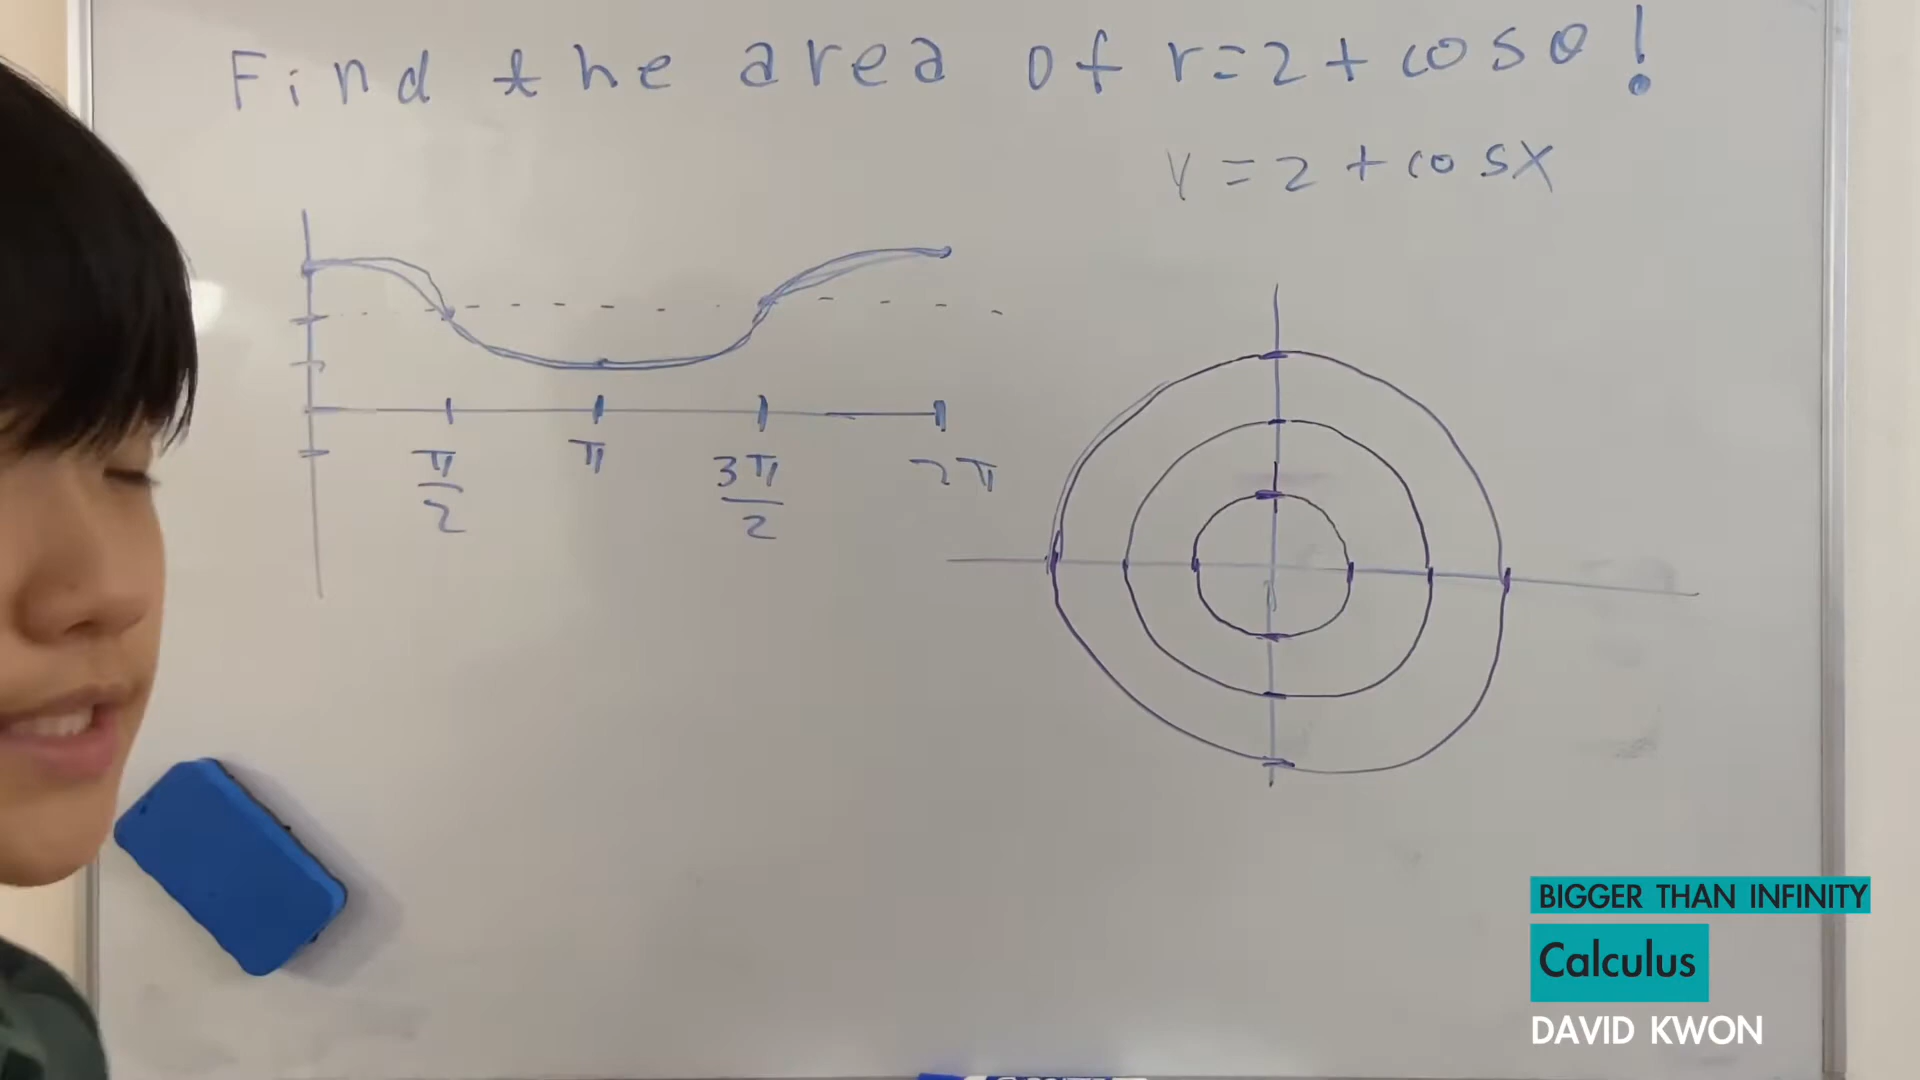 Find the area of r=2+cosθ!
y=2+cosx
π/2 π 3π/2 2π
BIGGER THAN INFINITY
Calculus
DAVID KWON